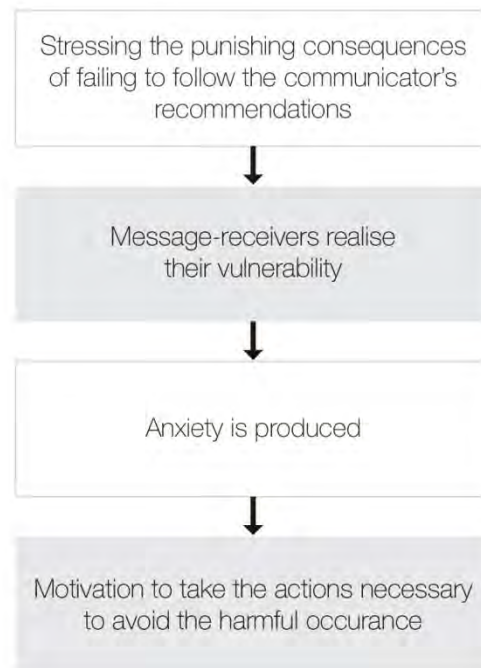 Stressing the punishing consequences
of failing to follow the communicator's
recommendations
Message-receivers realise
their vulnerability
Anxiety is produced
Motivation to take the actions necessary
to avoid the harmful occurance